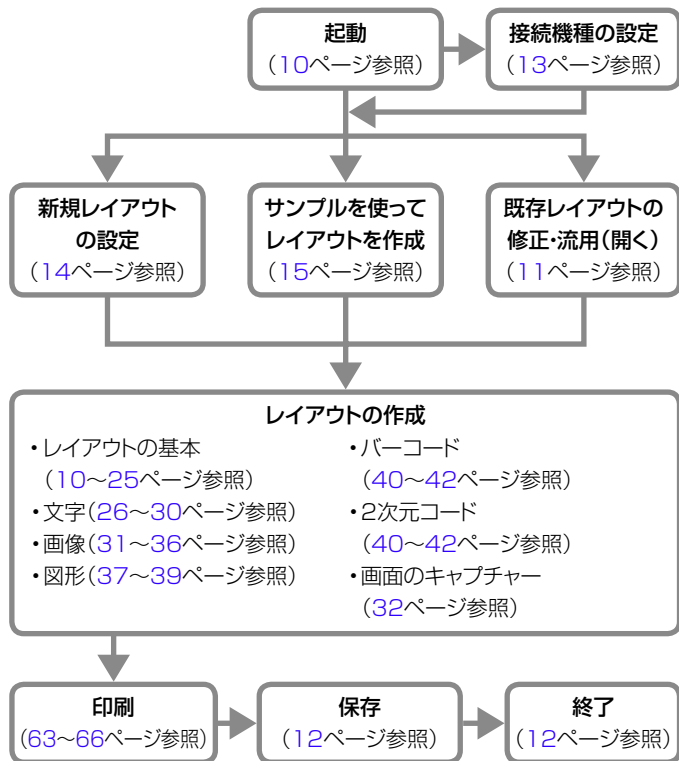 起動
（10ページ参照）
接続機種の設定
（13ページ参照）
新規レイアウト
の設定
（14ページ参照）
サンプルを使って
レイアウトを作成
（15ページ参照）
既存レイアウトの
修正・流用（開く）
（11ページ参照）
レイアウトの作成
・レイアウトの基本
（10～25ページ参照）
・文字（26～30ページ参照）
・画像（31～36ページ参照）
・図形（37～39ページ参照）
・バーコード
（40～42ページ参照）
・2次元コード
（40～42ページ参照）
・画面のキャプチャー
（32ページ参照）
印刷
（63～66ページ参照）
保存
（12ページ参照）
終了
（12ページ参照）